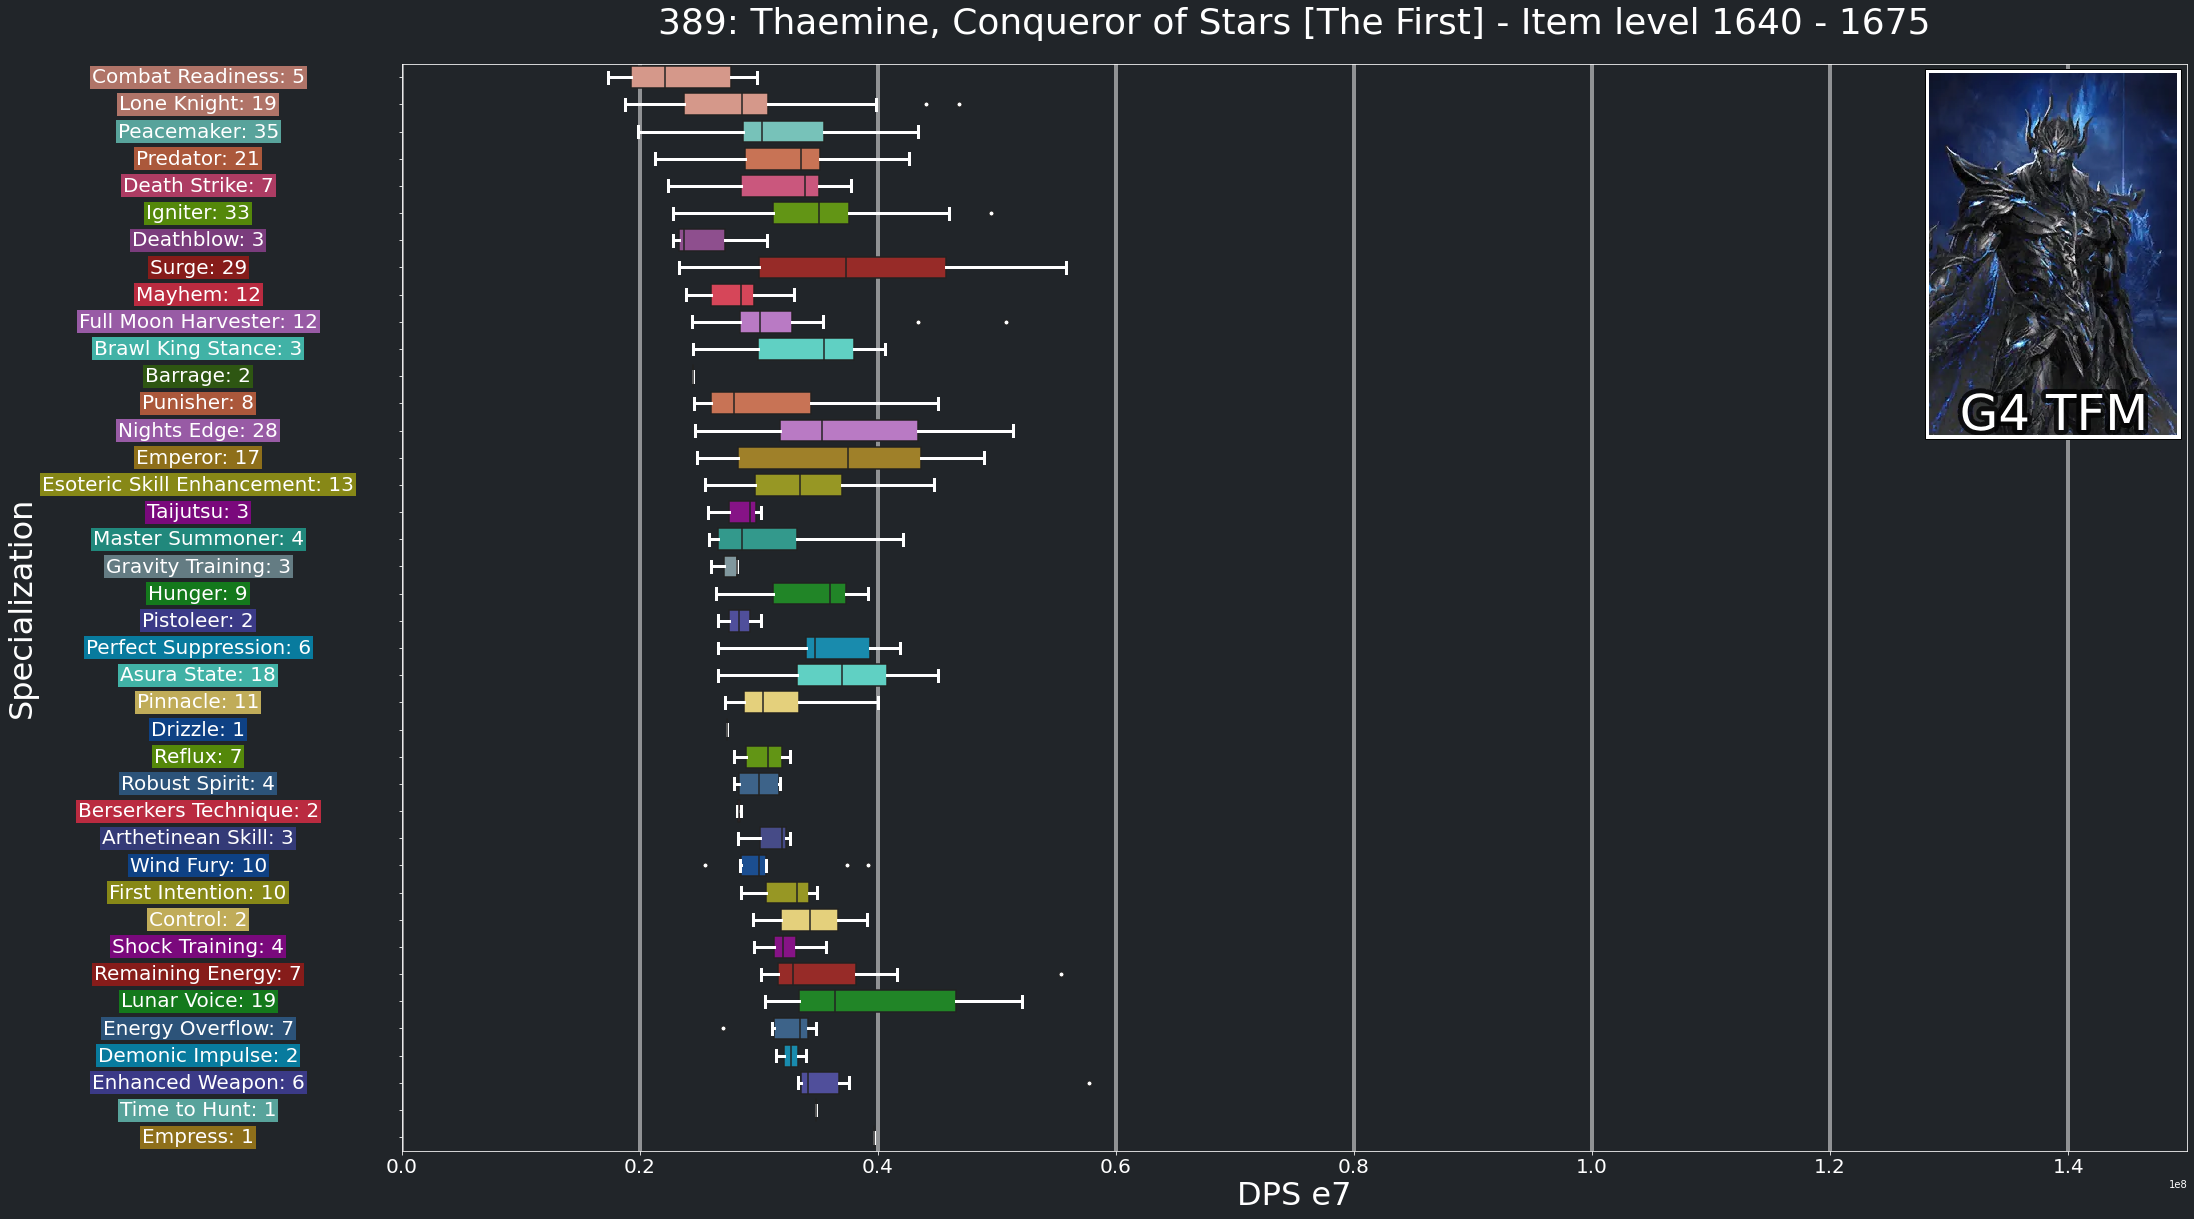 389: Thaemine, Conqueror of Stars [The First] - Item level 1640 - 1675
Combat Readiness: 5
Lone Knight: 19
Peacemaker: 35
Predator: 21
Death Strike: 7
Igniter: 33
Deathblow: 3
Surge: 29
Mayhem: 12
Full Moon Harvester: 12
Brawl King Stance: 3
Barrage: 2
Punisher: 8
Nights Edge: 28
Emperor: 17
Esoteric Skill Enhancement: 13
Taijutsu: 3
Master Summoner: 4
Gravity Training: 3
Hunger: 9
Pistoleer: 2
Perfect Suppression: 6
Asura State: 18
Pinnacle: 11
Drizzle: 1
Reflux: 7
Robust Spirit: 4
Berserkers Technique: 2
Arthetinean Skill: 3
Wind Fury: 10
First Intention: 10
Control: 2
Shock Training: 4
Remaining Energy: 7
Lunar Voice: 19
Energy Overflow: 7
Demonic Impulse: 2
Enhanced Weapon: 6
Time to Hunt: 1
Empress: 1
Specialization
G4 TFM
0.0 0.2 0.4 0.6 0.8 1.0 1.2 1.4
DPS e7
1e8